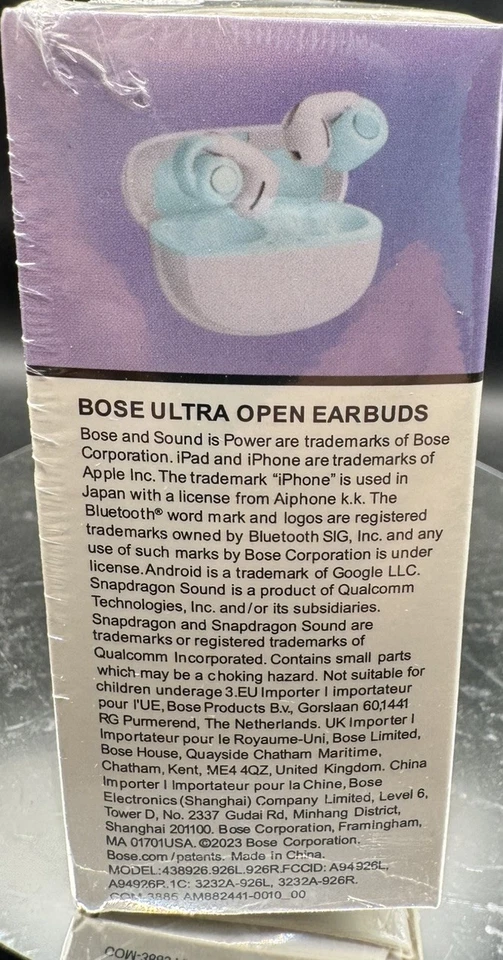 BOSE ULTRA OPEN EARBUDS
Bose and Sound is Power are trademarks of Bose
Corporation. iPad and iPhone are trademarks of
Apple Inc. The trademark “iPhone” is used in
Japan with a license from Aiphone k.k. The
Bluetooth® word mark and logos are registered
trademarks owned by Bluetooth SIG, Inc. and any
use of such marks by Bose Corporation is under
license.Android is a trademark of Google LLC.
Snapdragon Sound is a product of Qualcomm
Technologies, Inc. and/or its subsidiaries.
Snapdragon and Snapdragon Sound are
trademarks or registered trademarks of
Qualcomm Incorporated. Contains small parts
which may be a choking hazard. Not suitable for
children underage 3.EU Importer I importateur
pour l'UE, Bose Products B.v., Gorslaan 60,1441
RG Purmerend, The Netherlands. UK Importer I
Importateur pour le Royaume-Uni, Bose Limited,
Bose House, Quayside Chatham Maritime,
Chatham, Kent, ME4 4QZ, United Kingdom. China
Importer I Importateur pour la Chine, Bose
Electronics (Shanghai) Company Limited, Level 6,
Tower D, No. 2337 Gudai Rd, Minhang District,
Shanghai 201100. Bose Corporation, Framingham,
MA 01701USA. ©2023 Bose Corporation.
Bose.com/patents. Made in China.
MODEL:438926.926L.926R.FCCID: A94926L,
A94926R.1C: 3232A-926L, 3232A-926R.
COM-3885 AM882441-0010_00